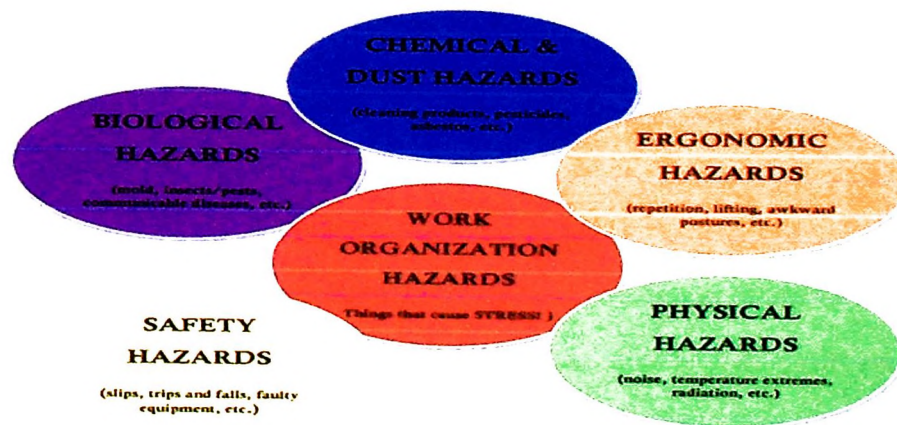 CHEMICAL &
DUST HAZARDS
(cleaning products, pesticides,
asbestos, etc.)
BIOLOGICAL
HAZARDS
(mold, insects/pests,
communicable diseases, etc.)
ERGONOMIC
HAZARDS
(repetition, lifting, awkward
postures, etc.)
WORK
ORGANIZATION
HAZARDS
Things that cause STRESS! )
SAFETY
HAZARDS
(slips, trips and falls, faulty
equipment, etc.)
PHYSICAL
HAZARDS
(noise, temperature extremes,
radiation, etc.)